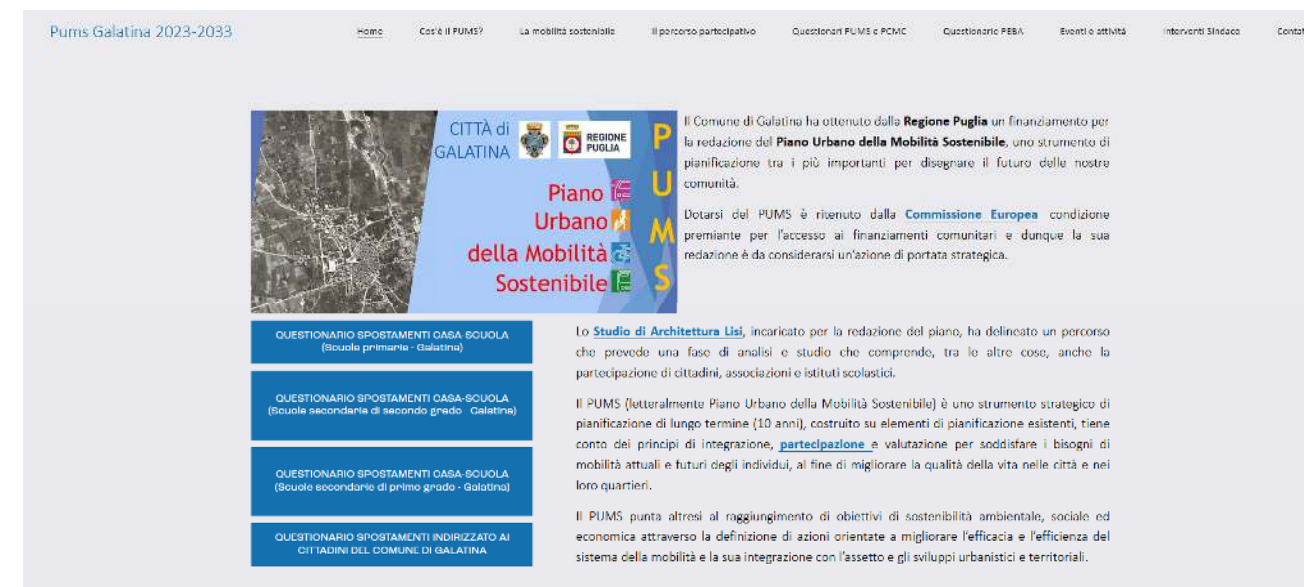 Pums Galatina 2023-2033
Home
Cos'è il PUMS?
La mobilità sostenibile
Il percorso partecipativo
Questionari PUMS e PCMC
Questionario PEBA
Eventi e attività
Interventi Sindaco
Contat
CITTÀ di
GALATINA
REGIONE
PUGLIA
Piano
Urbano
della Mobilità
Sostenibile
P
U
M
S
Il Comune di Galatina ha ottenuto dalla Regione Puglia un finanziamento per
la redazione del Piano Urbano della Mobilità Sostenibile, uno strumento di
pianificazione tra i più importanti per disegnare il futuro delle nostre
comunità.
Dotarsi del PUMS è ritenuto dalla Commissione Europea condizione
premiante per l'accesso ai finanziamenti comunitari e dunque la sua
redazione è da considerarsi un'azione di portata strategica.
QUESTIONARIO SPOSTAMENTI CASA-SCUOLA
(Scuole primarie - Galatina)
QUESTIONARIO SPOSTAMENTI CASA-SCUOLA
(Scuole secondarie di secondo grado Galatina)
QUESTIONARIO SPOSTAMENTI CASA-SCUOLA
(Scuole secondarie di primo grado - Galatina)
QUESTIONARIO SPOSTAMENTI INDIRIZZATO AI
CITTADINI DEL COMUNE DI GALATINA
Lo Studio di Architettura Lisi, incaricato per la redazione del piano, ha delineato un percorso
che prevede una fase di analisi e studio che comprende, tra le altre cose, anche la
partecipazione di cittadini, associazioni e istituti scolastici.
Il PUMS (letteralmente Piano Urbano della Mobilità Sostenibile) è uno strumento strategico di
pianificazione di lungo termine (10 anni), costruito su elementi di pianificazione esistenti, tiene
conto dei principi di integrazione, partecipazione e valutazione per soddisfare i bisogni di
mobilità attuali e futuri degli individui, al fine di migliorare la qualità della vita nelle città e nei
loro quartieri.
Il PUMS punta altresì al raggiungimento di obiettivi di sostenibilità ambientale, sociale ed
economica attraverso la definizione di azioni orientate a migliorare l'efficacia e l'efficienza del
sistema della mobilità e la sua integrazione con l'assetto e gli sviluppi urbanistici e territoriali.